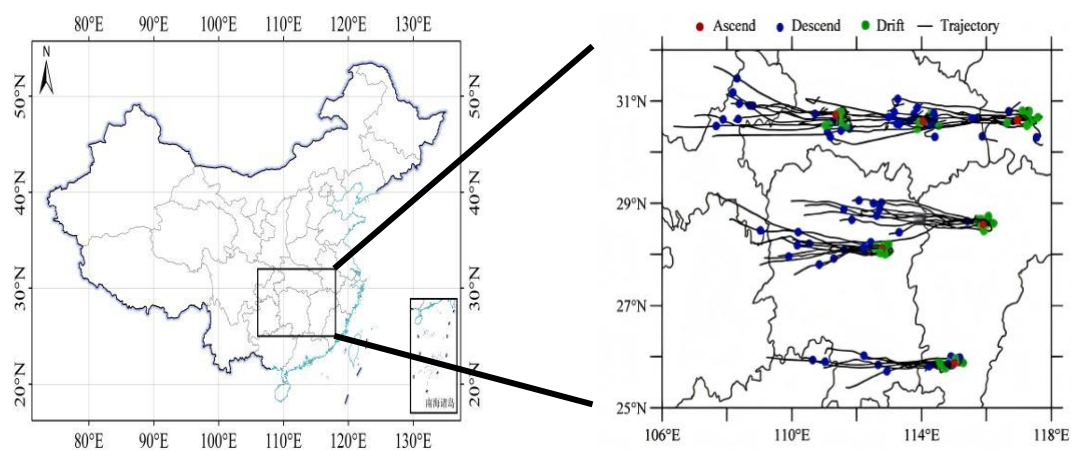 80°E 90°E 100°E 110°E 120°E 130°E
N
50°N 50°N
40°N 40°N
30°N 30°N
20°N 20°N
南海诸岛
80°E 90°E 100°E 110°E 120°E 130°E
Ascend Descend Drift Trajectory
31°N
29°N
27°N
25°N
106°E 110°E 114°E 118°E